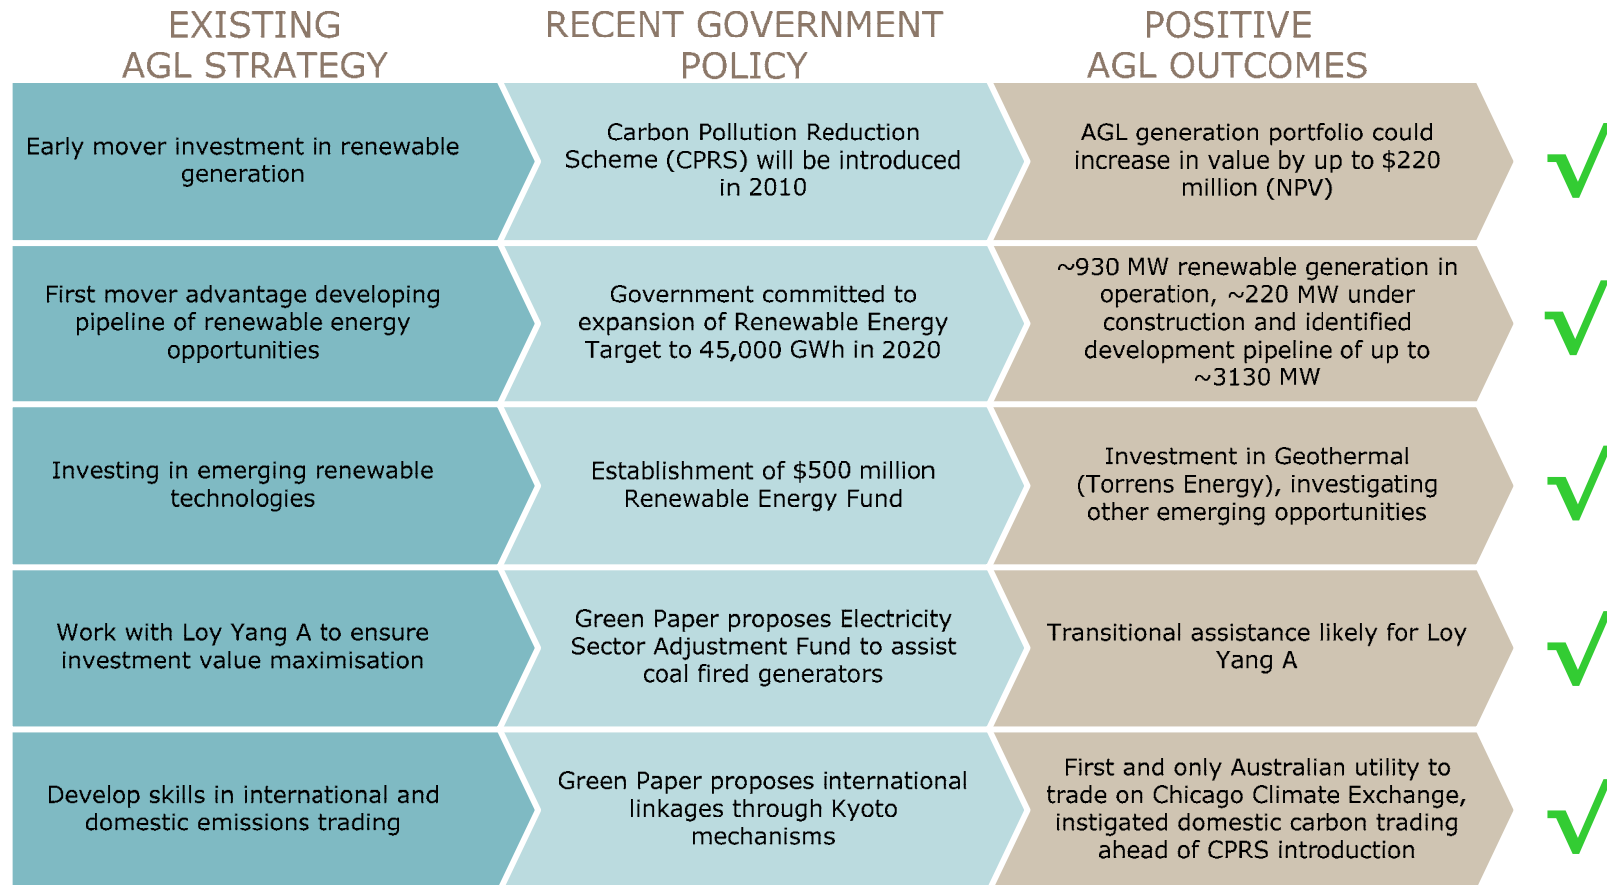 EXISTING
AGL STRATEGY
RECENT GOVERNMENT
POLICY
POSITIVE
AGL OUTCOMES
Early mover investment in renewable
generation
Carbon Pollution Reduction
Scheme (CPRS) will be introduced
in 2010
AGL generation portfolio could
increase in value by up to $220
million (NPV)
First mover advantage developing
pipeline of renewable energy
opportunities
Government committed to
expansion of Renewable Energy
Target to 45,000 GWh in 2020
~930 MW renewable generation in
operation, ~220 MW under
construction and identified
development pipeline of up to
~3130 MW
Investing in emerging renewable
technologies
Establishment of $500 million
Renewable Energy Fund
Investment in Geothermal
(Torrens Energy), investigating
other emerging opportunities
Work with Loy Yang A to ensure
investment value maximisation
Green Paper proposes Electricity
Sector Adjustment Fund to assist
coal fired generators
Transitional assistance likely for Loy
Yang A
Develop skills in international and
domestic emissions trading
Green Paper proposes international
linkages through Kyoto
mechanisms
First and only Australian utility to
trade on Chicago Climate Exchange,
instigated domestic carbon trading
ahead of CPRS introduction